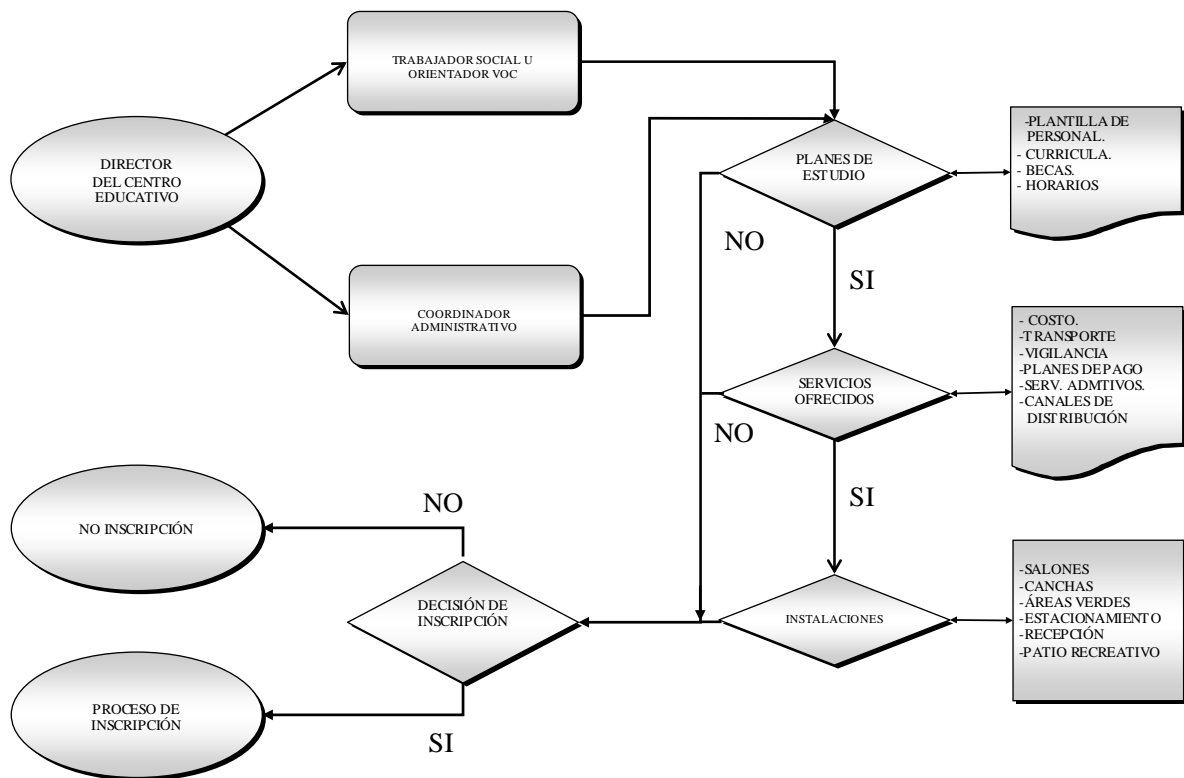 TRABAJADOR SOCIAL U
ORIENTADOR VOC
DIRECTOR
DEL CENTRO
EDUCATIVO
PLANES DE
ESTUDIO
-PLANTILLA DE
PERSONAL.
- CURRICULA.
- BECAS.
- HORARIOS
NO
SI
COORDINADOR
ADMINISTRATIVO
SERVICIOS
OFRECIDOS
- COSTO.
-TRANSPORTE
-VIGILANCIA
-PLANES DE PAGO
-SERV. ADMTIVOS.
-CANALES DE
DISTRIBUCIÓN
NO
SI
NO
NO INSCRIPCIÓN
DECISIÓN DE
INSCRIPCIÓN
INSTALACIONES
-SALONES
-CANCHAS
-ÁREAS VERDES
-ESTACIONAMIENTO
-RECEPCIÓN
-PATIO RECREATIVO
PROCESO DE
INSCRIPCIÓN
SI